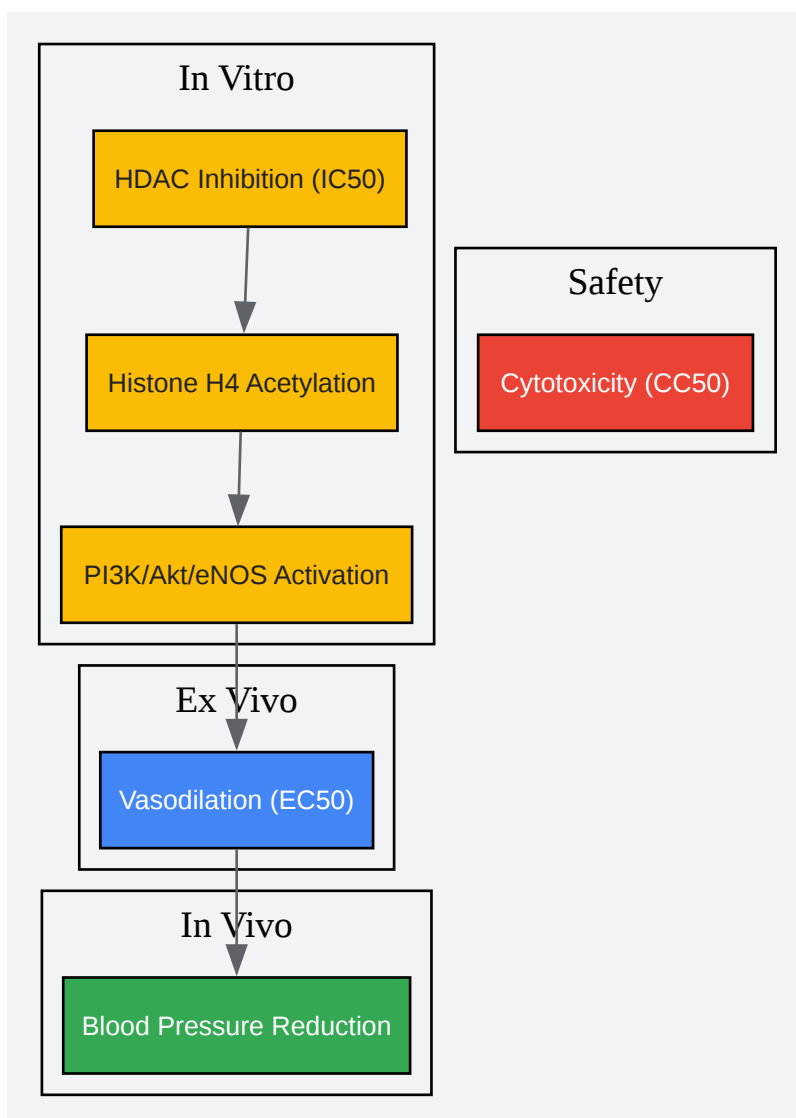 In Vitro
HDAC Inhibition (IC50)
Histone H4 Acetylation
PI3K/Akt/eNOS Activation
Ex Vivo
Vasodilation (EC50)
In Vivo
Blood Pressure Reduction
Safety
Cytotoxicity (CC50)